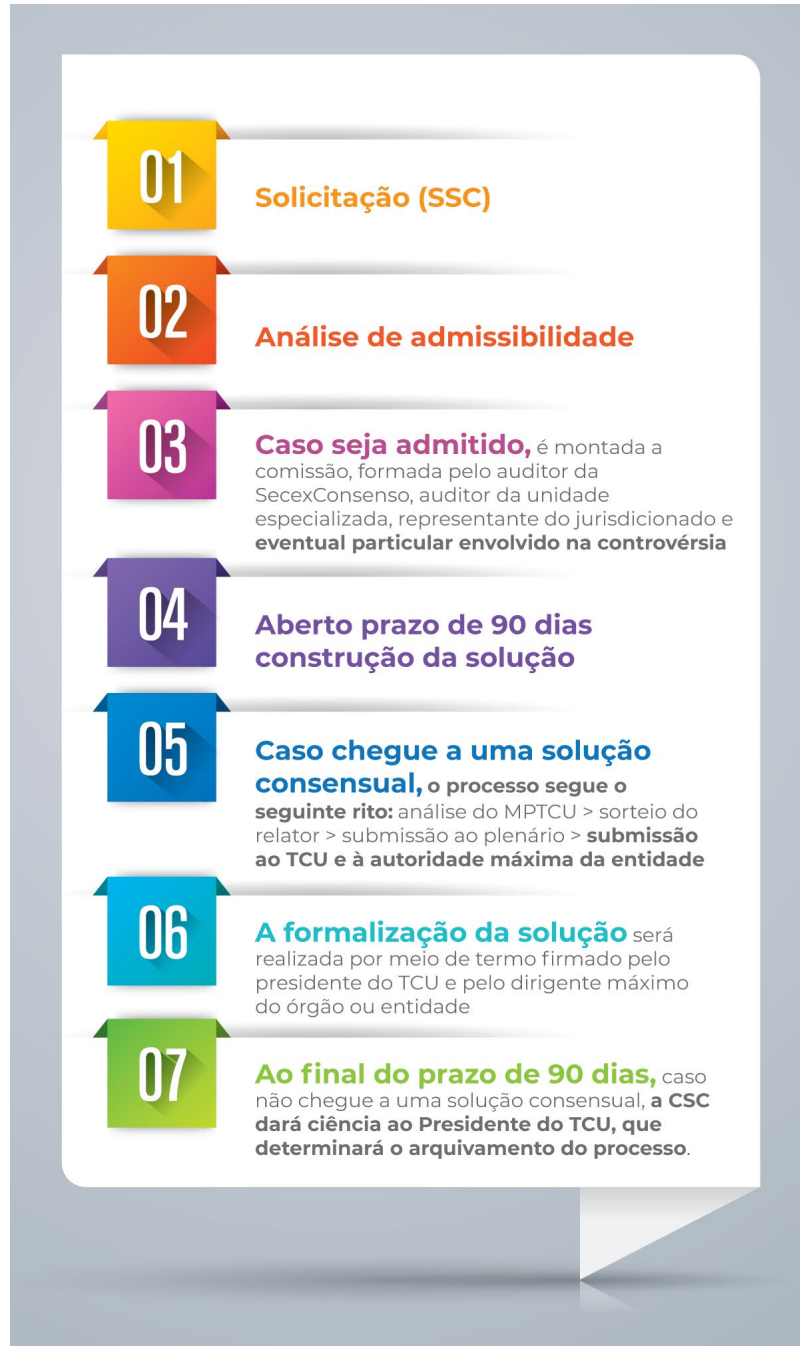 01
Solicitação (SSC)
02
Análise de admissibilidade
03
Caso seja admitido, é montada a
comissão, formada pelo auditor da
SecexConsenso, auditor da unidade
especializada, representante do jurisdicionado e
eventual particular envolvido na controvérsia
04
Aberto prazo de 90 dias
construção da solução
05
Caso chegue a uma solução
consensual, o processo segue o
seguinte rito: análise do MPTCU > sorteio do
relator > submissão ao plenário > submissão
ao TCU e à autoridade máxima da entidade
06
A formalização da solução será
realizada por meio de termo firmado pelo
presidente do TCU e pelo dirigente máximo
do órgão ou entidade
07
Ao final do prazo de 90 dias, caso
não chegue a uma solução consensual, a CSC
dará ciência ao Presidente do TCU, que
determinará o arquivamento do processo.